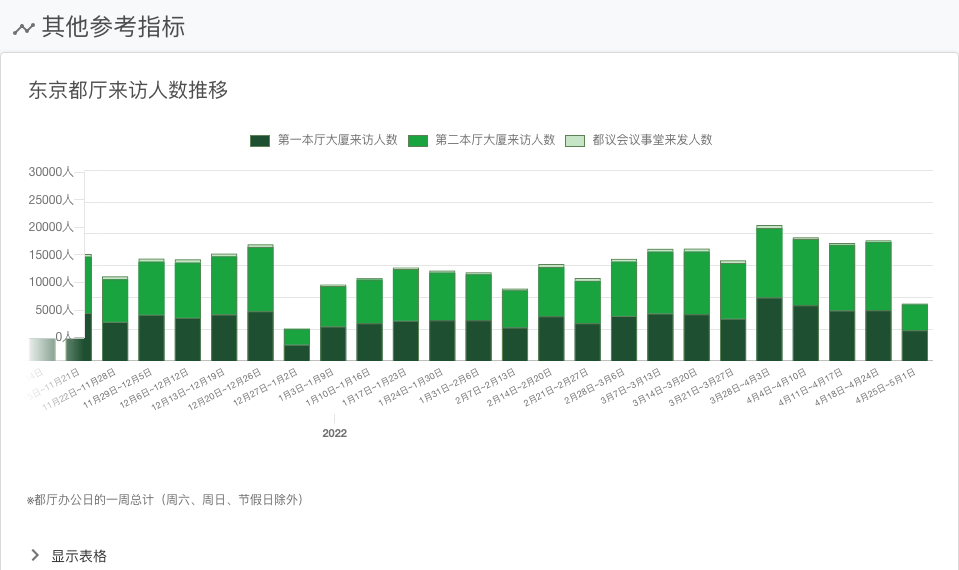 其他参考指标
东京都厅来访人数推移
第一本厅大厦来访人数 第二本厅大厦来访人数 都议会议事堂来发人数
30000人
25000人
20000人
15000人
10000人
5000人
0人
11月22日~11月28日
11月29日~12月5日
12月6日~12月12日
12月13日~12月19日
12月20日~12月26日
12月27日~1月2日
1月3日~1月9日
1月10日~1月16日
1月17日~1月23日
1月24日~1月30日
1月31日~2月6日
2月7日~2月13日
2月14日~2月20日
2月21日~2月27日
2月28日~3月6日
3月7日~3月13日
3月14日~3月20日
3月21日~3月27日
3月28日~4月3日
4月4日~4月10日
4月11日~4月17日
4月18日~4月24日
4月25日~5月1日
2022
※都厅办公日的一周总计（周六、周日、节假日除外）
显示表格